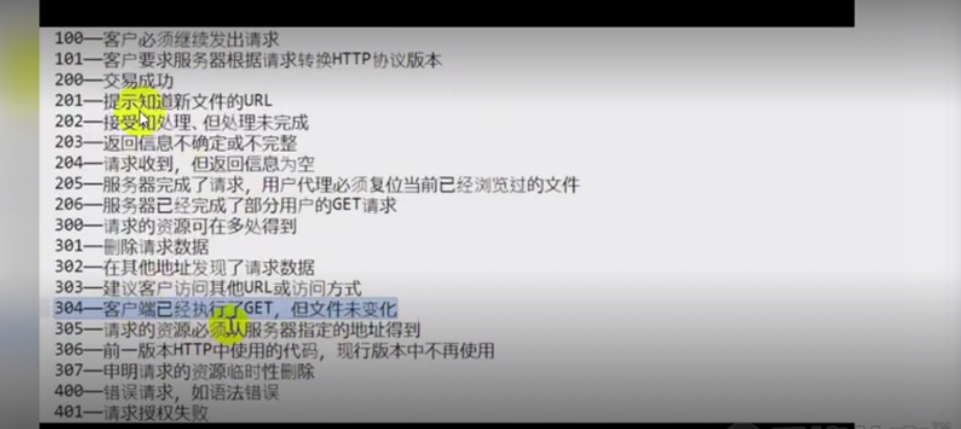 100—客户必须继续发出请求
101—客户要求服务器根据请求转换HTTP协议版本
200—交易成功
201—提示知道新文件的URL
202—接受和处理、但处理未完成
203—返回信息不确定或不完整
204—请求收到，但返回信息为空
205—服务器完成了请求，用户代理必须复位当前已经浏览过的文件
206—服务器已经完成了部分用户的GET请求
300—请求的资源可在多处得到
301—删除请求数据
302—在其他地址发现了请求数据
303—建议客户访问其他URL或访问方式
304—客户端已经执行了GET，但文件未变化
305—请求的资源必须从服务器指定的地址得到
306—前一版本HTTP中使用的代码，现行版本中不再使用
307—申明请求的资源临时性删除
400—错误请求，如语法错误
401—请求授权失败